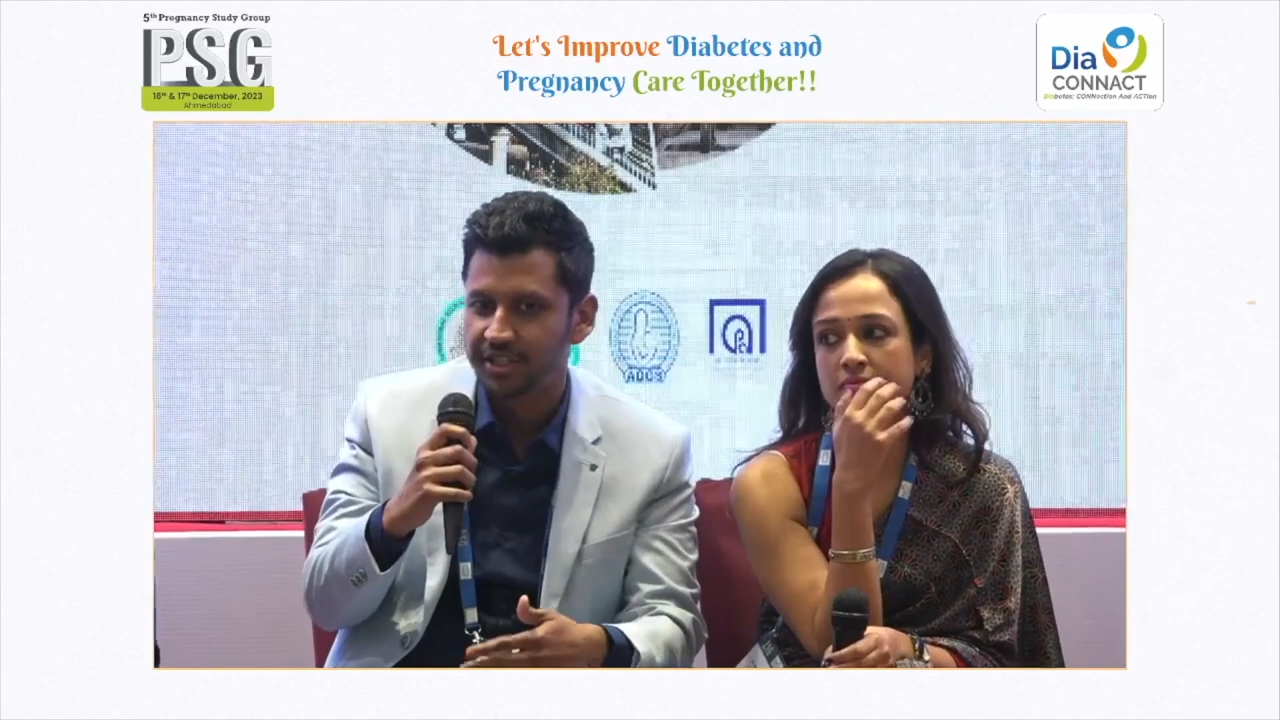 5th Pregnancy Study Group
PSG
16th & 17th December, 2023
Ahmedabad
Let's Improve Diabetes and
Pregnancy Care Together!!
Dia
CONNACT
Diabetes: CONNection And ACTion